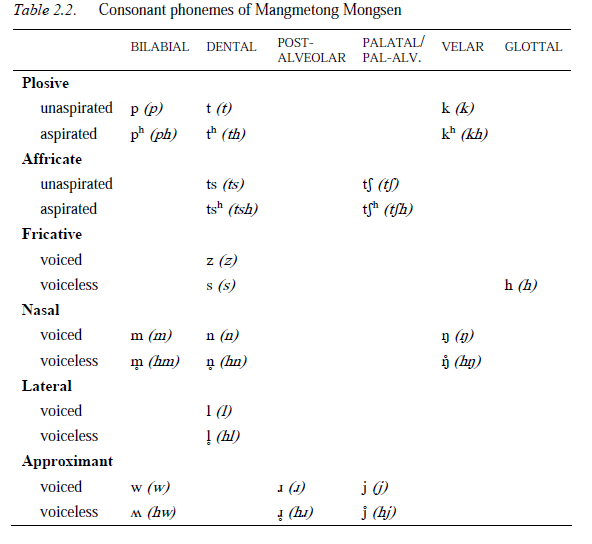 Table 2.2. Consonant phonemes of Mangmetong Mongsen
BILABIAL DENTAL POST-ALVEOLAR PALATAL/PAL-ALV. VELAR GLOTTAL
Plosive
unaspirated p (p) t (t) k (k)
aspirated pʰ (ph) tʰ (th) kʰ (kh)
Affricate
unaspirated ts (ts) tʃ (tʃ)
aspirated tsʰ (tsh) tʃʰ (tʃh)
Fricative
voiced z (z)
voiceless s (s) h (h)
Nasal
voiced m (m) n (n) ŋ (ŋ)
voiceless m̥ (hm) n̥ (hn) ŋ̊ (hŋ)
Lateral
voiced l (l)
voiceless l̥ (hl)
Approximant
voiced w (w) ɹ (ɹ) j (j)
voiceless ʍ (hw) ɹ̥ (hɹ) j̊ (hj)